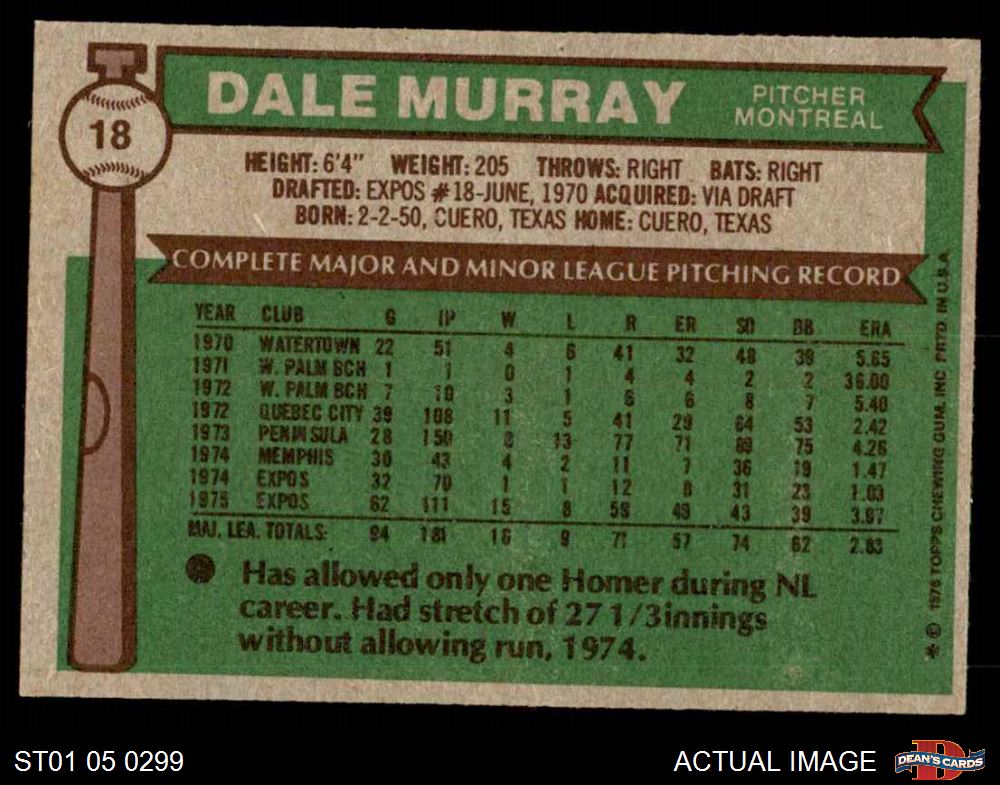 18
DALE MURRAY
PITCHER
MONTREAL
HEIGHT: 6'4" WEIGHT: 205 THROWS: RIGHT BATS: RIGHT
DRAFTED: EXPOS #18-JUNE, 1970 ACQUIRED: VIA DRAFT
BORN: 2-2-50, CUERO, TEXAS HOME: CUERO, TEXAS
COMPLETE MAJOR AND MINOR LEAGUE PITCHING RECORD
YEAR CLUB G IP W L R ER SO BB ERA
1970 WATERTOWN 22 51 4 6 41 32 48 39 5.65
1971 W. PALM BCH 1 1 0 1 4 4 2 2 36.00
1972 W. PALM BCH 7 10 3 1 6 6 8 7 5.40
1972 QUEBEC CITY 39 108 11 5 41 29 64 53 2.42
1973 PENINSULA 28 150 13 77 71 75 4.26
1974 MEMPHIS 30 43 4 2 11 7 36 19 1.47
1974 EXPOS 32 70 1 1 12 8 31 23 1.03
1975 EXPOS 62 111 15 8 59 49 43 39 3.97
MAJ. LEA. TOTALS: 94 181 16 9 71 57 74 62 2.83
● Has allowed only one Homer during NL
career. Had stretch of 27 1/3 innings
without allowing run, 1974.
* © 1976 TOPPS CHEWING GUM, INC PRTD IN U.S.A.
ST01 05 0299
ACTUAL IMAGE
D
DEAN'S CARDS